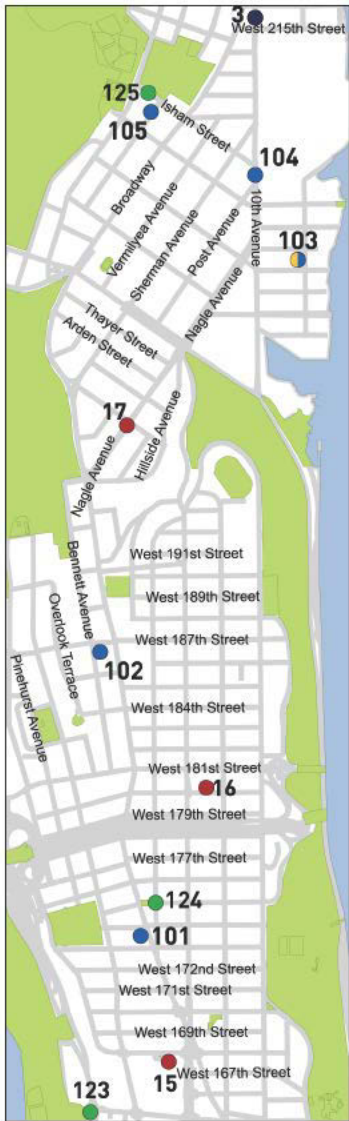 3
West 215th Street
125
105
Isham Street
104
Broadway
Vermilyea Avenue
Sherman Avenue
Post Avenue
10th Avenue
103
Nagle Avenue
Thayer Street
Arden Street
17
Nagle Avenue
Hillside Avenue
West 191st Street
Bennett Avenue
West 189th Street
Overlook Terrace
West 187th Street
102
Pinehurst Avenue
West 184th Street
West 181st Street
16
West 179th Street
West 177th Street
124
101
West 172nd Street
West 171st Street
West 169th Street
15
West 167th Street
123